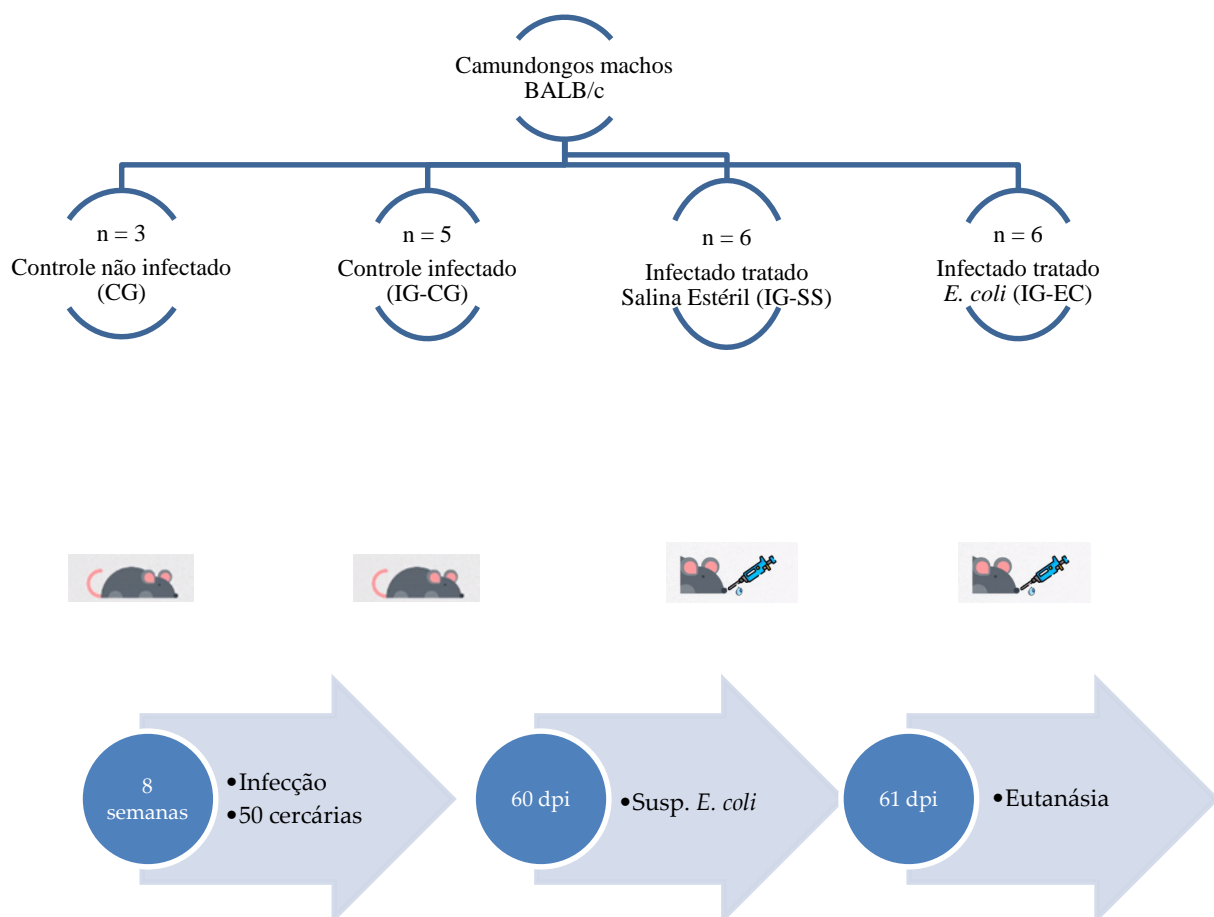 Camundongos machos
BALB/c
n = 3
Controle não infectado
(CG)
n = 5
Controle infectado
(IG-CG)
n = 6
Infectado tratado
Salina Estéril (IG-SS)
n = 6
Infectado tratado
E. coli (IG-EC)
8
semanas
•Infecção
•50 cercárias
60 dpi
•Susp. E. coli
61 dpi
•Eutanásia